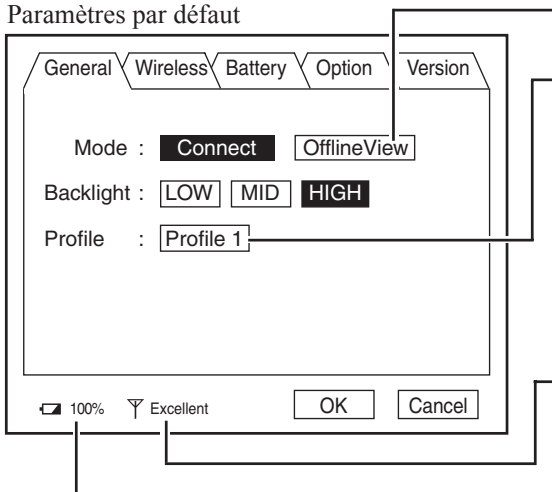 Paramètres par défaut
General Wireless Battery Option Version
Mode : Connect OfflineView
Backlight : LOW MID HIGH
Profile : Profile 1
100% Excellent OK Cancel